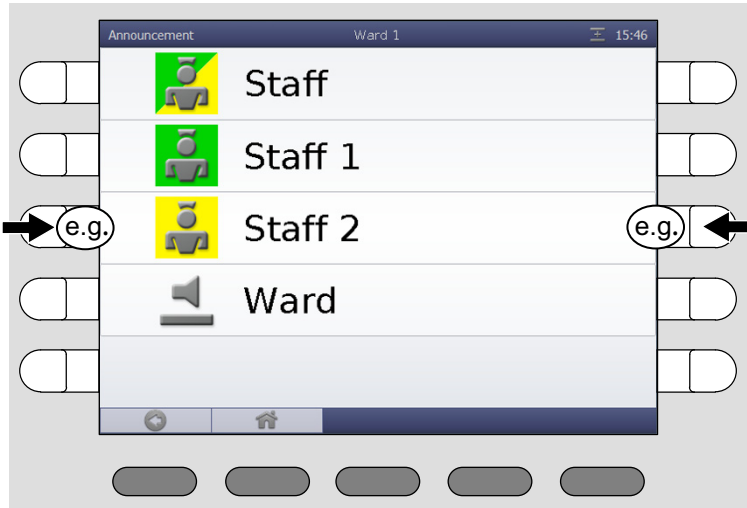 Announcement Ward 1 15:46
Staff
Staff 1
e.g. Staff 2 e.g.
Ward